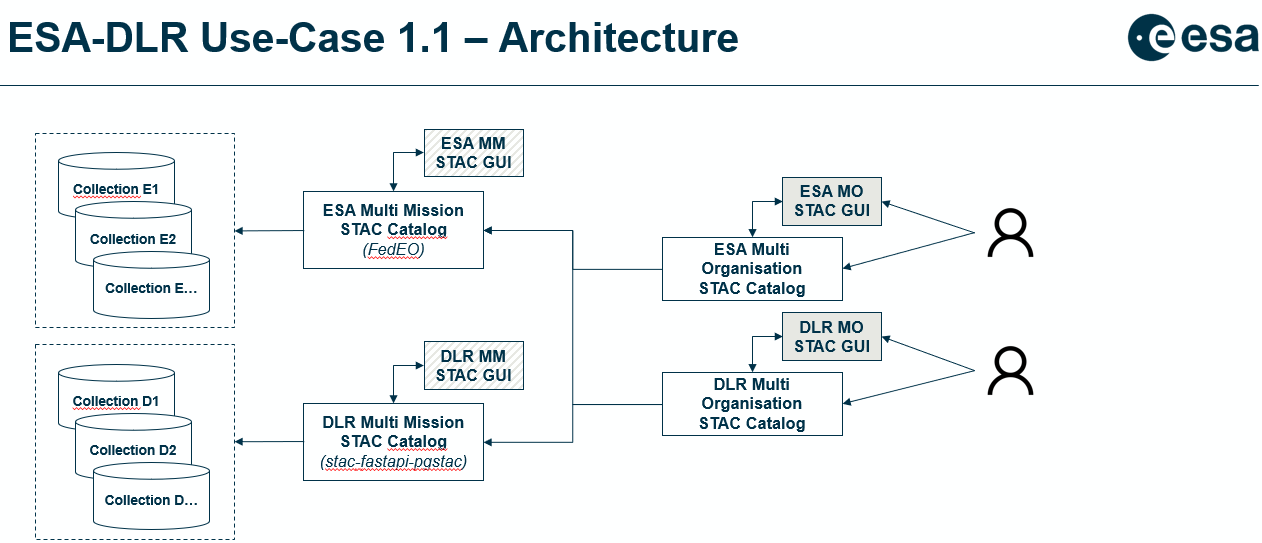 ESA-DLR Use-Case 1.1 – Architecture
esa
ESA MM
STAC GUI
Collection E1
Collection E2
Collection E…
ESA Multi Mission
STAC Catalog
(FedEO)
ESA MO
STAC GUI
ESA Multi
Organisation
STAC Catalog
DLR MM
STAC GUI
Collection D1
Collection D2
Collection D…
DLR Multi Mission
STAC Catalog
(stac-fastapi-pgstac)
DLR MO
STAC GUI
DLR Multi
Organisation
STAC Catalog